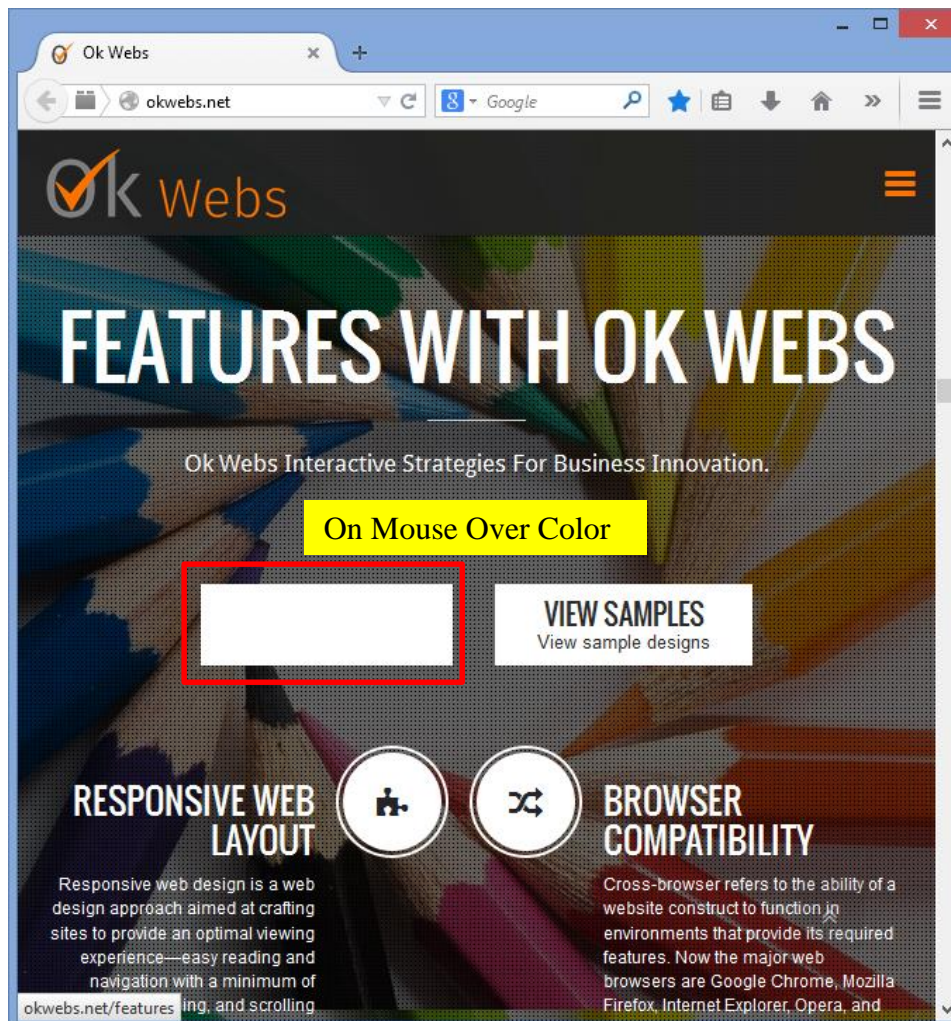 Ok Webs
okwebs.net
8 Google
Ok Webs
FEATURES WITH OK WEBS
Ok Webs Interactive Strategies For Business Innovation.
On Mouse Over Color
VIEW SAMPLES
View sample designs
RESPONSIVE WEB
LAYOUT
Responsive web design is a web
design approach aimed at crafting
sites to provide an optimal viewing
experience—easy reading and
navigation with a minimum of
ing, and scrolling
BROWSER
COMPATIBILITY
Cross-browser refers to the ability of a
website construct to function in
environments that provide its required
features. Now the major web
browsers are Google Chrome, Mozilla
Firefox, Internet Explorer, Opera, and
okwebs.net/features